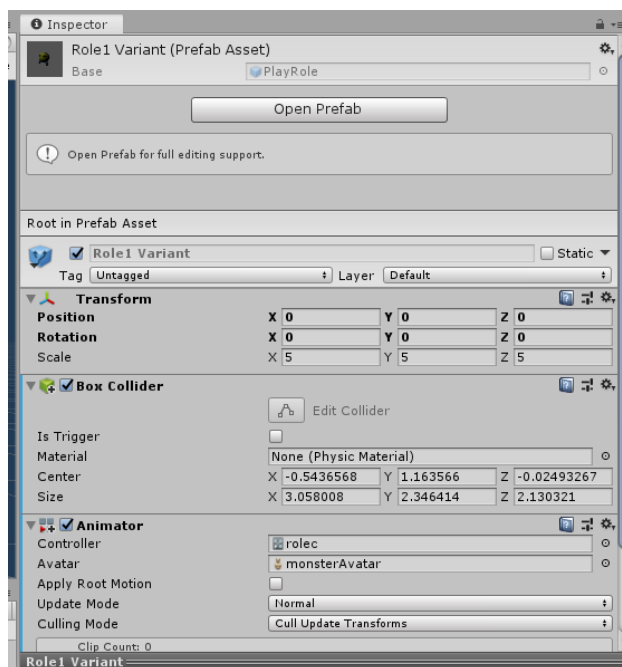 Inspector
Role1 Variant (Prefab Asset)
Base PlayRole
Open Prefab
Open Prefab for full editing support.
Root in Prefab Asset
Role1 Variant Static
Tag Untagged Layer Default
Transform
Position X 0 Y 0 Z 0
Rotation X 0 Y 0 Z 0
Scale X 5 Y 5 Z 5
Box Collider
Edit Collider
Is Trigger
Material None (Physic Material)
Center X -0.5436568 Y 1.163566 Z -0.02493267
Size X 3.058008 Y 2.346414 Z 2.130321
Animator
Controller rolec
Avatar monsterAvatar
Apply Root Motion
Update Mode Normal
Culling Mode Cull Update Transforms
Clip Count: 0
Role1 Variant